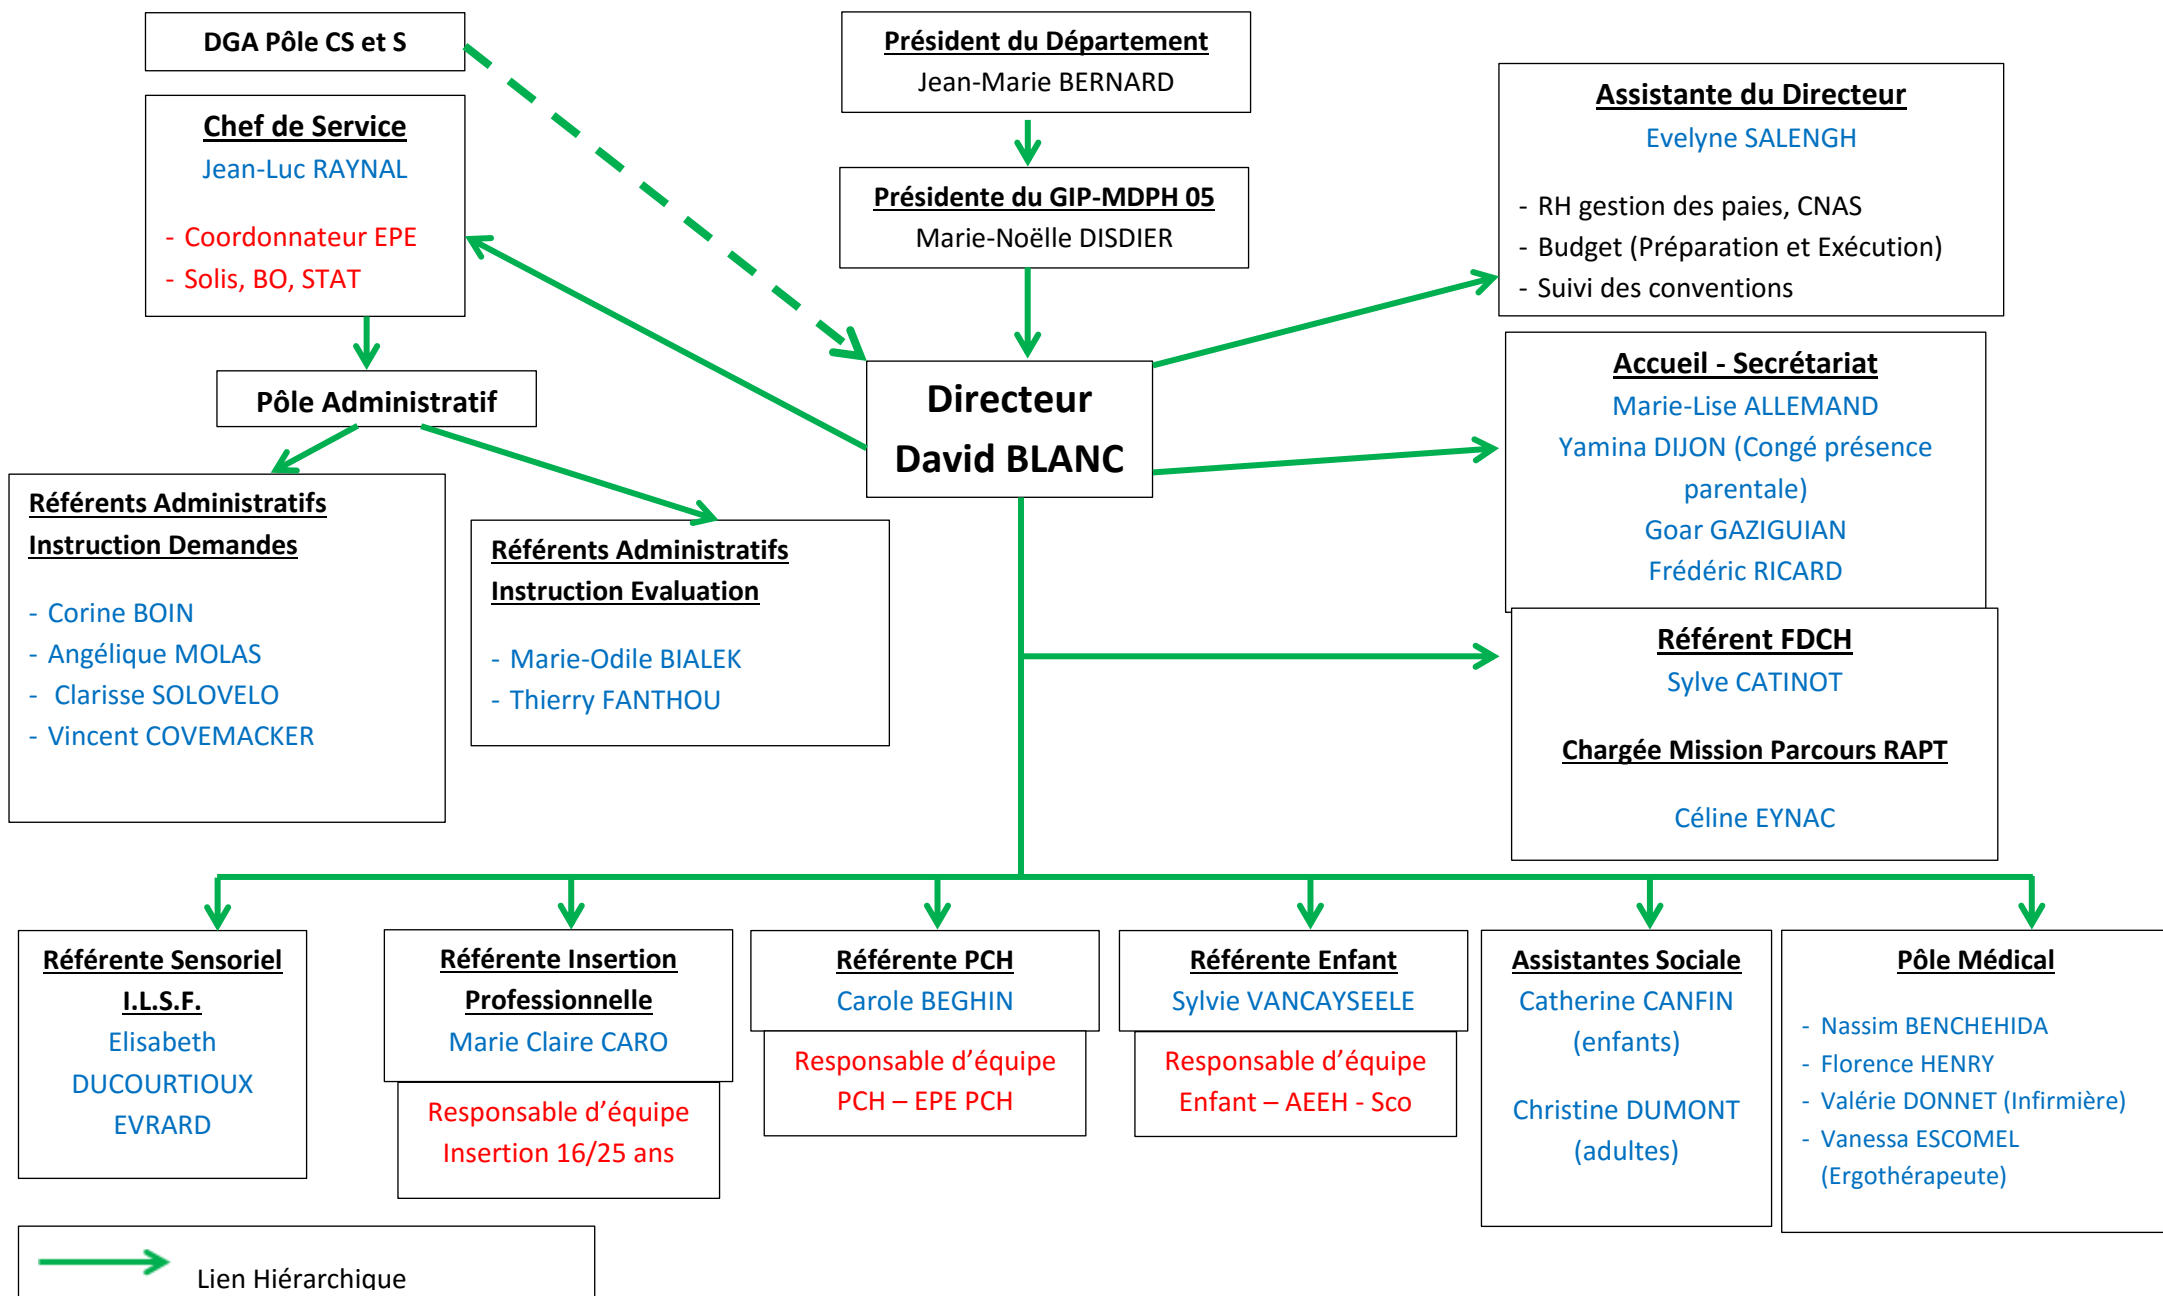 DGA Pôle CS et S
Président du Département
Jean-Marie BERNARD
Chef de Service
Jean-Luc RAYNAL
- Coordonnateur EPE
- Solis, BO, STAT
Présidente du GIP-MDPH 05
Marie-Noëlle DISDIER
Assistante du Directeur
Evelyne SALENGH
- RH gestion des paies, CNAS
- Budget (Préparation et Exécution)
- Suivi des conventions
Pôle Administratif
Directeur
David BLANC
Accueil - Secrétariat
Marie-Lise ALLEMAND
Yamina DIJON (Congé présence
parentale)
Goar GAZIGUIAN
Frédéric RICARD
Référents Administratifs
Instruction Demandes
- Corine BOIN
- Angélique MOLAS
- Clarisse SOLOVELO
- Vincent COVEMACKER
Référents Administratifs
Instruction Evaluation
- Marie-Odile BIALEK
- Thierry FANTHOU
Référent FDCH
Sylve CATINOT
Chargée Mission Parcours RAPT
Céline EYNAC
Référente Sensoriel
I.L.S.F.
Elisabeth
DUCOURTIOUX
EVRARD
Référente Insertion
Professionnelle
Marie Claire CARO
Responsable d’équipe
Insertion 16/25 ans
Référente PCH
Carole BEGHIN
Responsable d’équipe
PCH – EPE PCH
Référente Enfant
Sylvie VANCAYSEELE
Responsable d’équipe
Enfant – AEEH - Sco
Assistantes Sociale
Catherine CANFIN
(enfants)
Christine DUMONT
(adultes)
Pôle Médical
- Nassim BENCHEHIDA
- Florence HENRY
- Valérie DONNET (Infirmière)
- Vanessa ESCOMEL
(Ergothérapeute)
Lien Hiérarchique